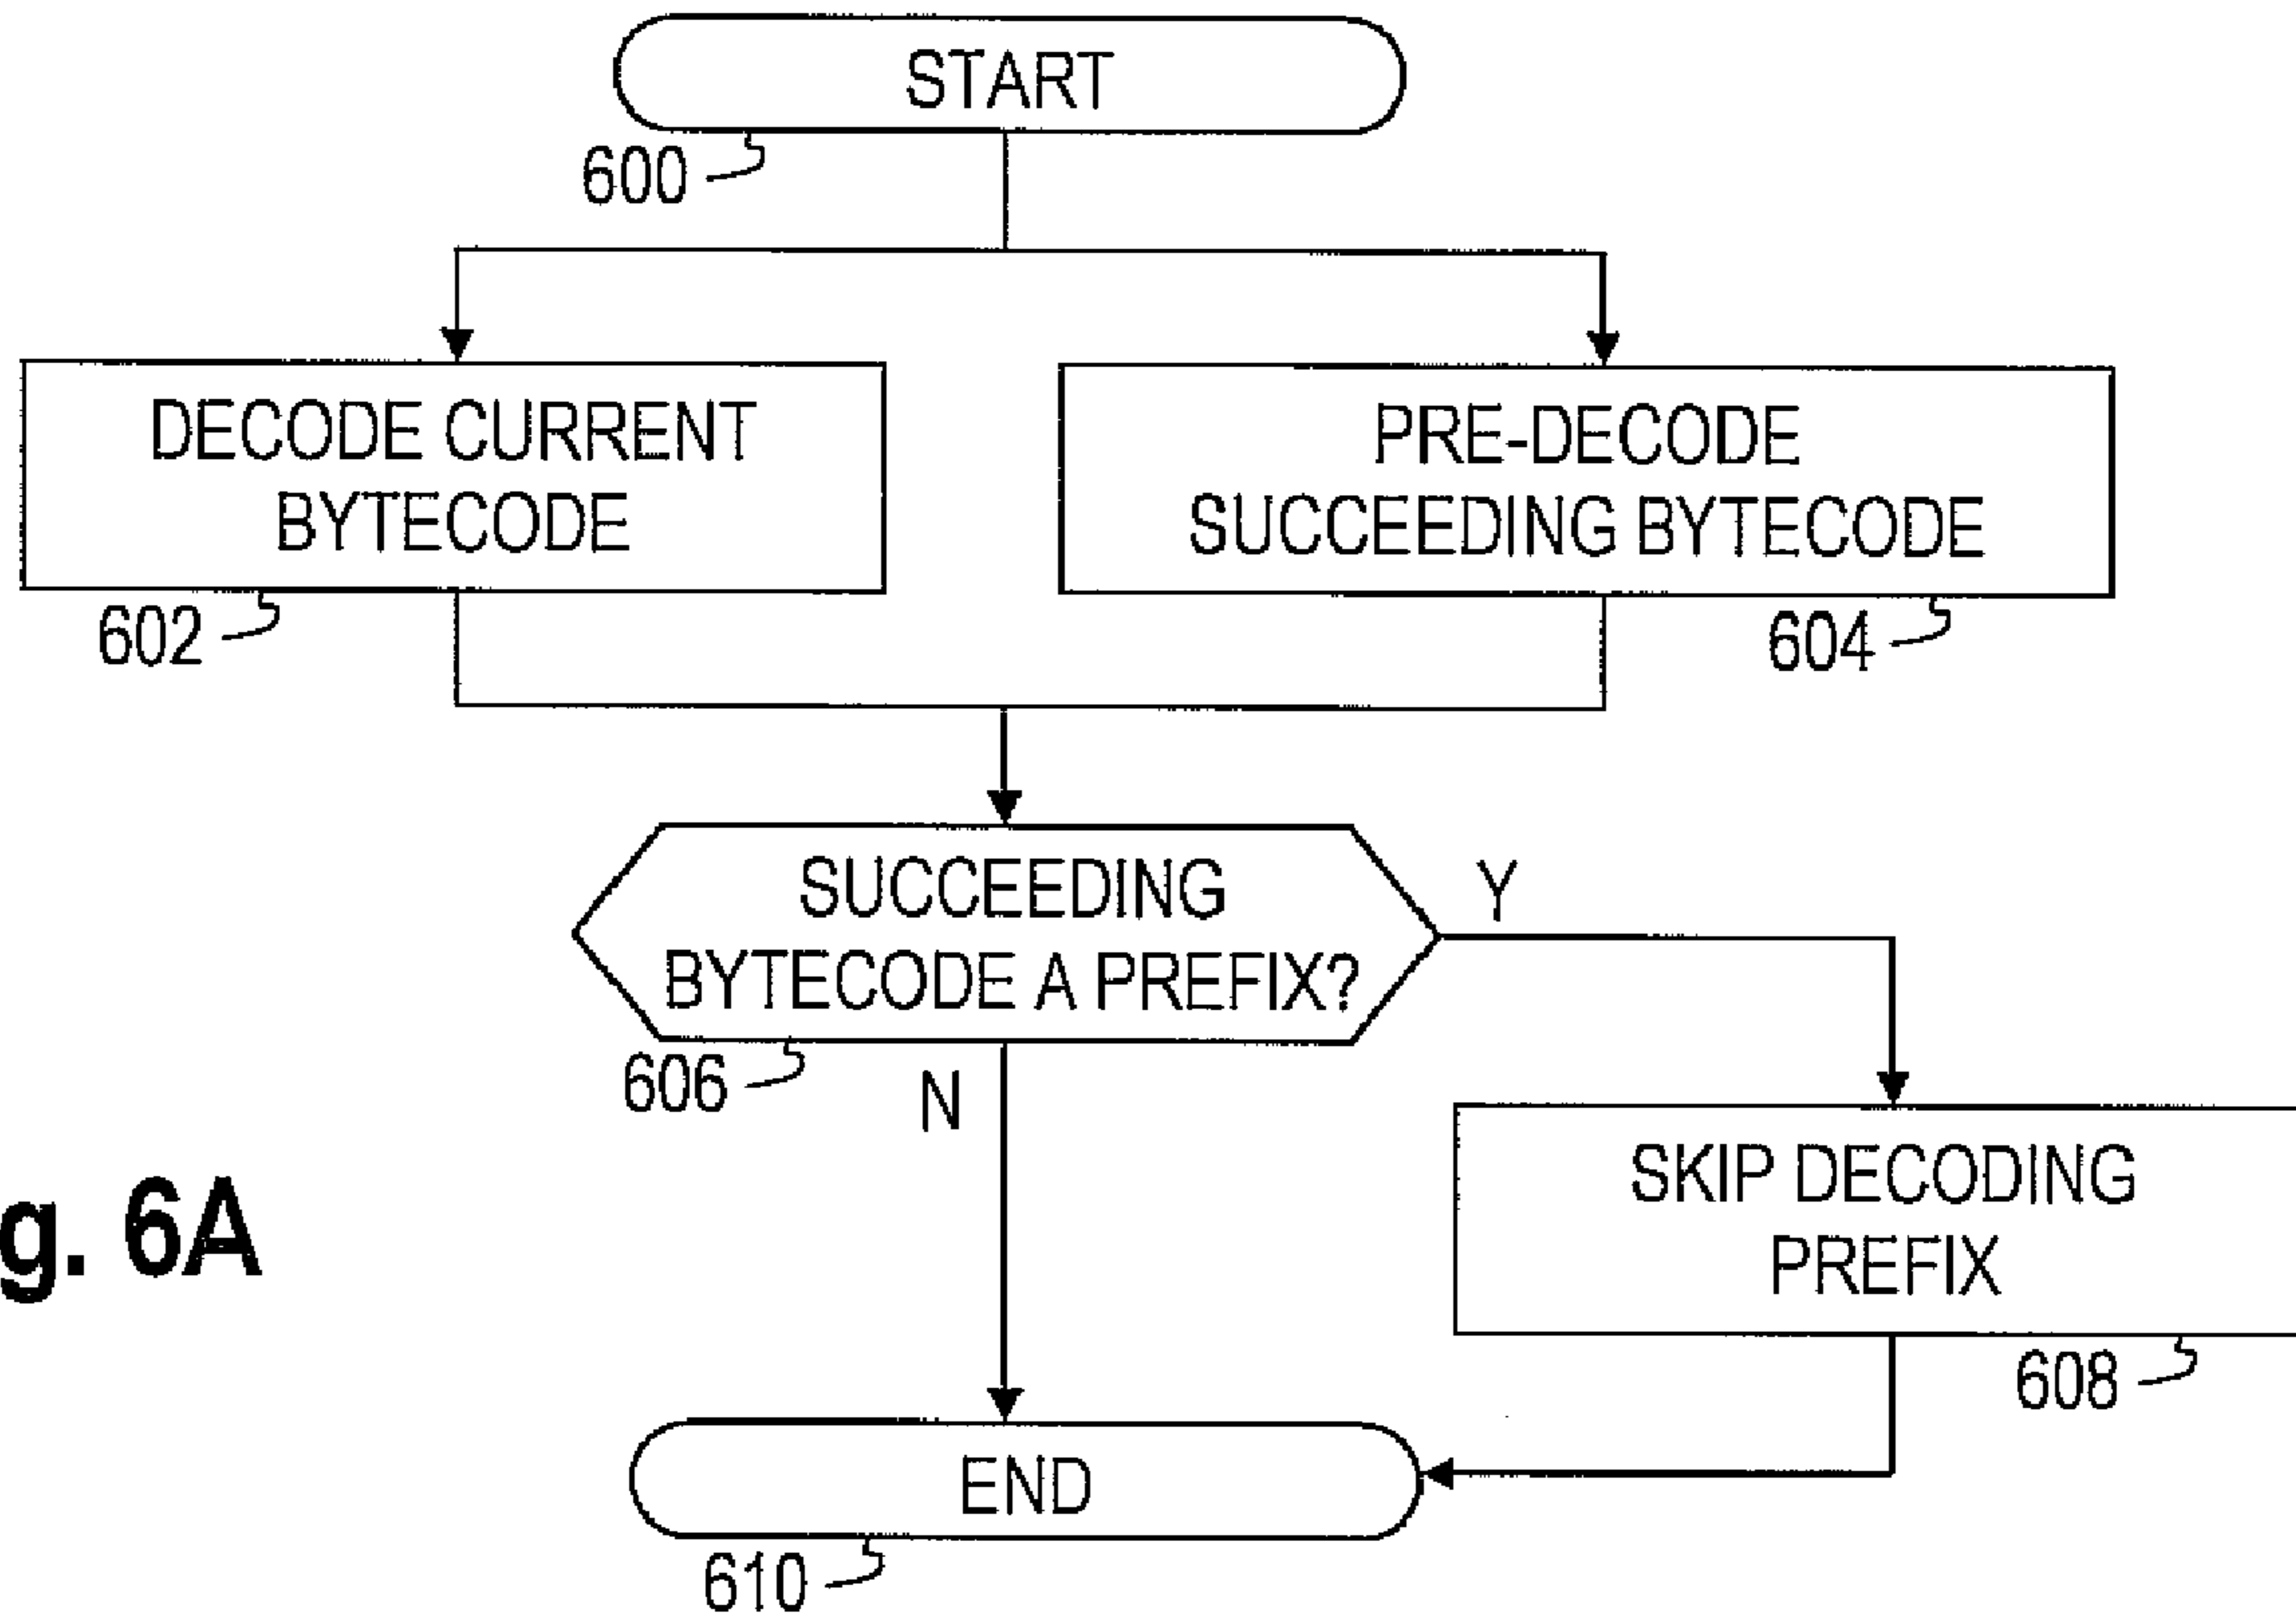 START
600
DECODE CURRENT
BYTECODE
602
PRE-DECODE
SUCCEEDING BYTECODE
604
SUCCEEDING
BYTECODE A PREFIX?
606
Y
N
SKIP DECODING
PREFIX
608
g. 6A
END
610